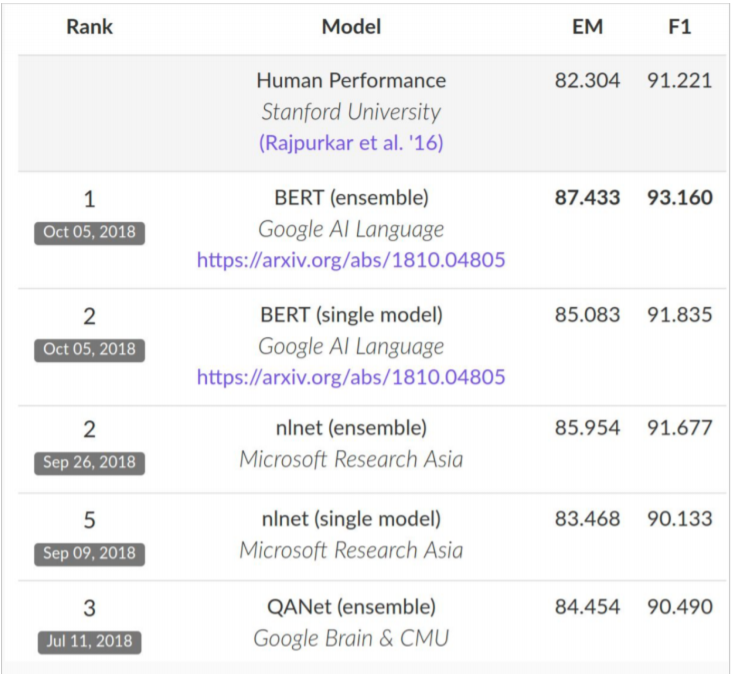 Rank Model EM F1
Human Performance 82.304 91.221
Stanford University
(Rajpurkar et al. '16)
1 BERT (ensemble) 87.433 93.160
Oct 05, 2018 Google AI Language
https://arxiv.org/abs/1810.04805
2 BERT (single model) 85.083 91.835
Oct 05, 2018 Google AI Language
https://arxiv.org/abs/1810.04805
2 nlnet (ensemble) 85.954 91.677
Sep 26, 2018 Microsoft Research Asia
5 nlnet (single model) 83.468 90.133
Sep 09, 2018 Microsoft Research Asia
3 QANet (ensemble) 84.454 90.490
Jul 11, 2018 Google Brain & CMU